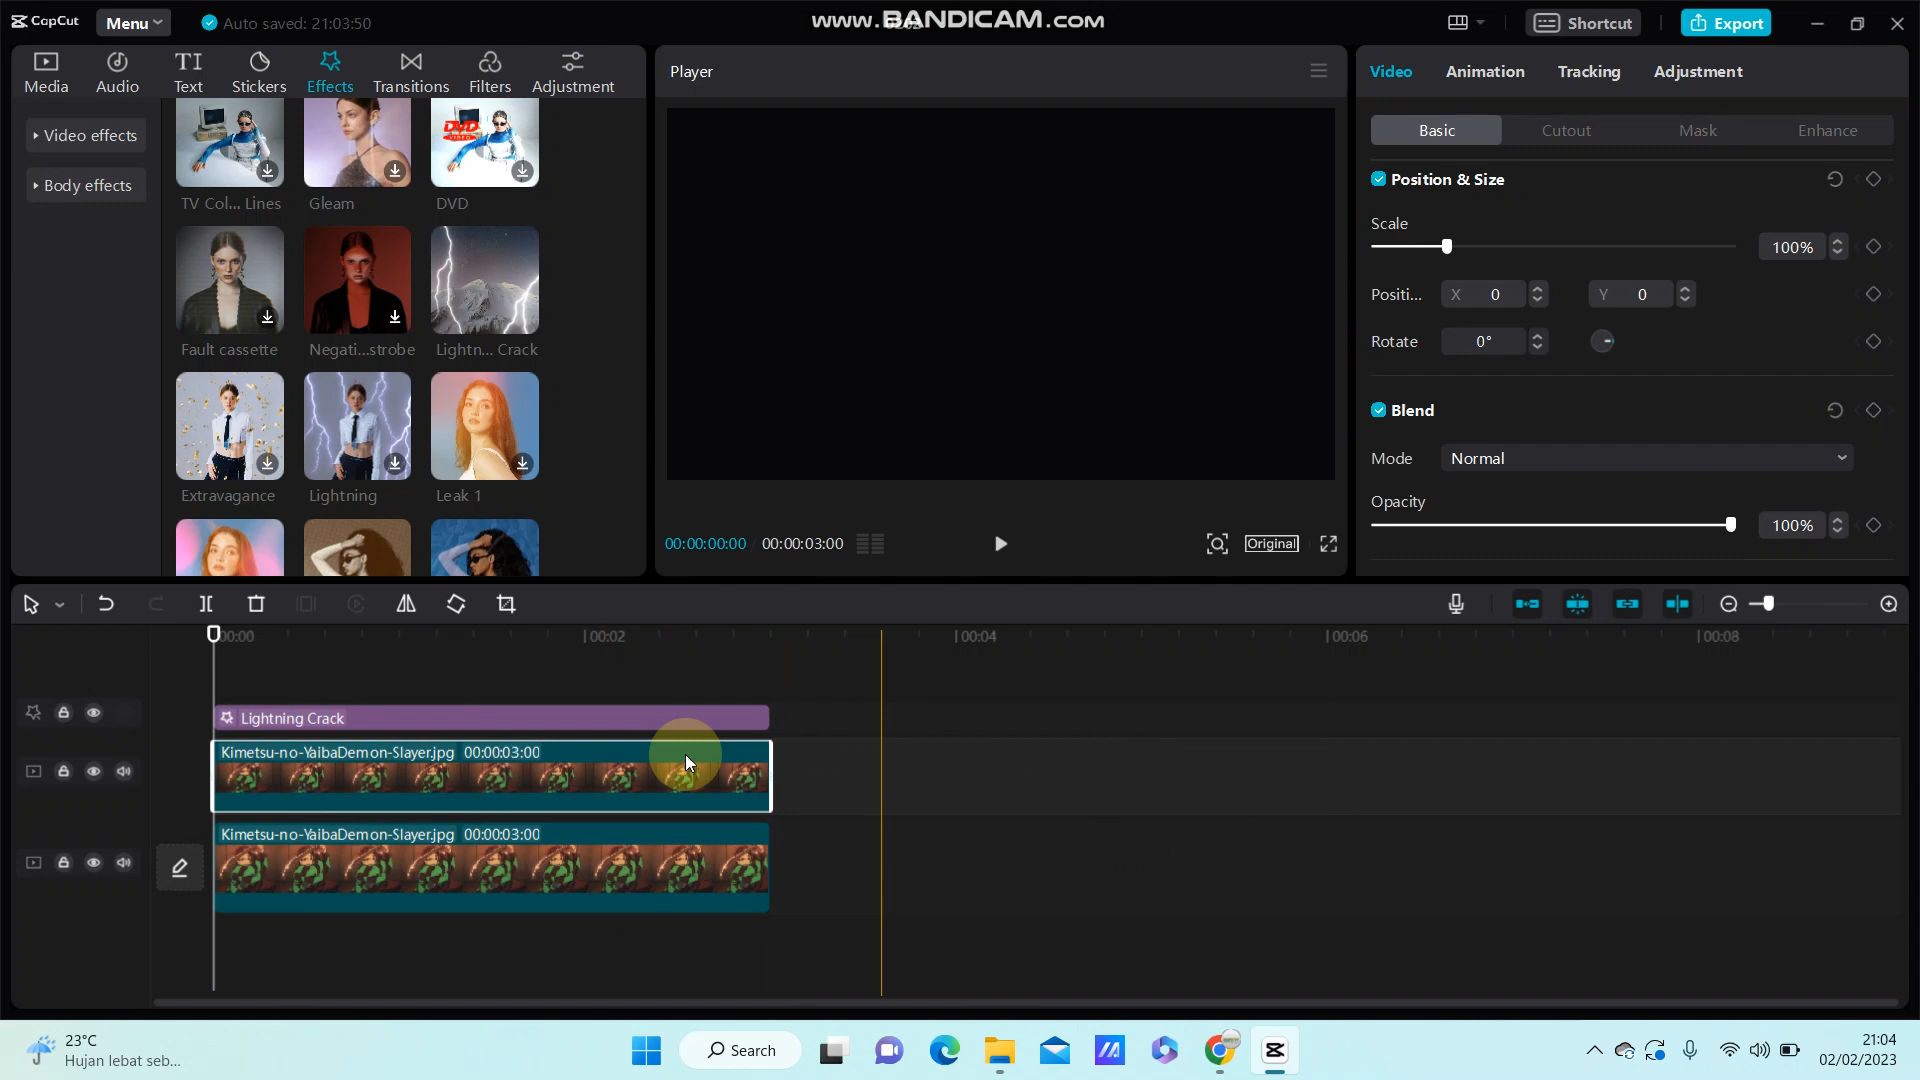 CapCut Menu Auto saved: 21:03:50
www.BANDICAM.com
Shortcut Export
Media Audio Text Stickers Effects Transitions Filters Adjustment
Video effects
Body effects
TV Col... Lines Gleam DVD
Fault cassette Negati...strobe Lightn... Crack
Extravagance Lightning Leak 1
Player
00:00:00:00 00:00:03:00
Original
Video Animation Tracking Adjustment
Basic Cutout Mask Enhance
Position & Size
Scale
100%
Positi... X 0 Y 0
Rotate 0°
Blend
Mode Normal
Opacity
100%
00:00 00:02 00:04 00:06 00:08
Lightning Crack
Kimetsu-no-YaibaDemon-Slayer.jpg 00:00:03:00
Kimetsu-no-YaibaDemon-Slayer.jpg 00:00:03:00
23°C
Hujan lebat seb...
Search
21:04
02/02/2023